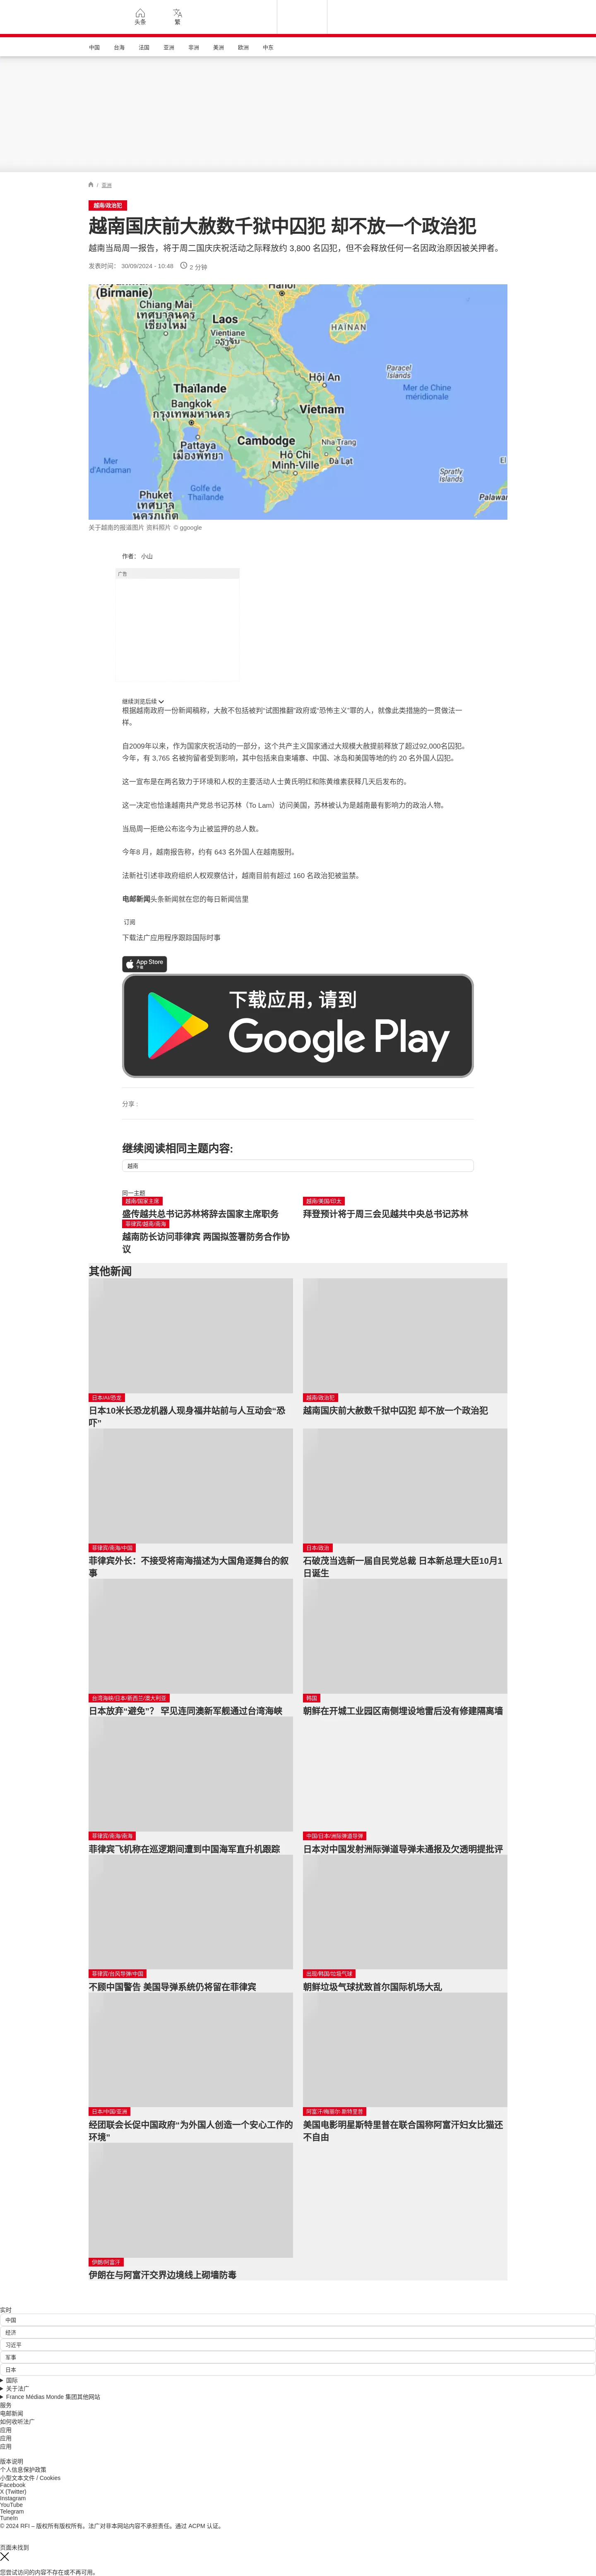 头条
繁
中国 台海 法国 亚洲 非洲 美洲 欧洲 中东
/ 亚洲
越南/政治犯
越南国庆前大赦数千狱中囚犯 却不放一个政治犯
越南当局周一报告，将于周二国庆庆祝活动之际释放约 3,800 名囚犯，但不会释放任何一名因政治原因被关押者。
发表时间： 30/09/2024 - 10:48 2 分钟
(Birmanie)
Hanoi
Chiang Mai
เชียงใหม่
Laos
Vientiane
ວຽງຈັນ
HAINAN
Thaïlande
Hội An
Paracel Islands
Mer de Chine méridionale
Bangkok
กรุงเทพมหานคร
Vietnam
Pattaya
เมืองพัทยา
Cambodge
Nha Trang
Hồ Chí Minh-Ville
Đà Lạt
Mer d'Andaman
Golfe de Thaïlande
Phuket
ภูเก็ต
Spratly Islands
El
Palawan
关于越南的报道图片 资料照片 © ggoogle
作者： 小山
广告
继续浏览后续
根据越南政府一份新闻稿称，大赦不包括被判“试图推翻”政府或“恐怖主义”罪的人，就像此类措施的一贯做法一样。
自2009年以来，作为国家庆祝活动的一部分，这个共产主义国家通过大规模大赦提前释放了超过92,000名囚犯。今年，有 3,765 名被拘留者受到影响，其中包括来自柬埔寨、中国、冰岛和美国等地的约 20 名外国人囚犯。
这一宣布是在两名致力于环境和人权的主要活动人士黄氏明红和陈黄维素获释几天后发布的。
这一决定也恰逢越南共产党总书记苏林（To Lam）访问美国，苏林被认为是越南最有影响力的政治人物。
当局周一拒绝公布迄今为止被监押的总人数。
今年8 月，越南报告称，约有 643 名外国人在越南服刑。
法新社引述非政府组织人权观察估计，越南目前有超过 160 名政治犯被监禁。
电邮新闻头条新闻就在您的每日新闻信里
订阅
下载法广应用程序跟踪国际时事
App Store
下载
下载应用，请到
Google Play
分享 :
继续阅读相同主题内容:
越南
同一主题
越南/国家主席
盛传越共总书记苏林将辞去国家主席职务
越南/美国/印太
拜登预计将于周三会见越共中央总书记苏林
菲律宾/越南/南海
越南防长访问菲律宾 两国拟签署防务合作协议
其他新闻
日本/AI/恐龙
日本10米长恐龙机器人现身福井站前与人互动会“恐吓”
越南/政治犯
越南国庆前大赦数千狱中囚犯 却不放一个政治犯
菲律宾/南海/中国
菲律宾外长：不接受将南海描述为大国角逐舞台的叙事
日本/政治
石破茂当选新一届自民党总裁 日本新总理大臣10月1日诞生
台湾海峡/日本/新西兰/澳大利亚
日本放弃“避免”？ 罕见连同澳新军舰通过台湾海峡
韩国
朝鲜在开城工业园区南侧埋设地雷后没有修建隔离墙
菲律宾/南海/南海
菲律宾飞机称在巡逻期间遭到中国海军直升机跟踪
中国/日本/洲际弹道导弹
日本对中国发射洲际弹道导弹未通报及欠透明提批评
菲律宾/台风导弹/中国
不顾中国警告 美国导弹系统仍将留在菲律宾
出现/韩国/垃圾气球
朝鲜垃圾气球扰致首尔国际机场大乱
日本/中国/亚洲
经团联会长促中国政府“为外国人创造一个安心工作的环境”
阿富汗/梅丽尔·斯特里普
美国电影明星斯特里普在联合国称阿富汗妇女比猫还不自由
伊朗/阿富汗
伊朗在与阿富汗交界边境线上砌墙防毒
实时
中国
经济
习近平
军事
日本
国际
关于法广
France Médias Monde 集团其他网站
服务
电邮新闻
如何收听法广
应用
应用
应用
版本说明
个人信息保护政策
小型文本文件 / Cookies
Facebook
X (Twitter)
Instagram
YouTube
Telegram
TuneIn
© 2024 RFI – 版权所有版权所有。法广对非本网站内容不承担责任。通过 ACPM 认证。
页面未找到
您尝试访问的内容不存在或不再可用。